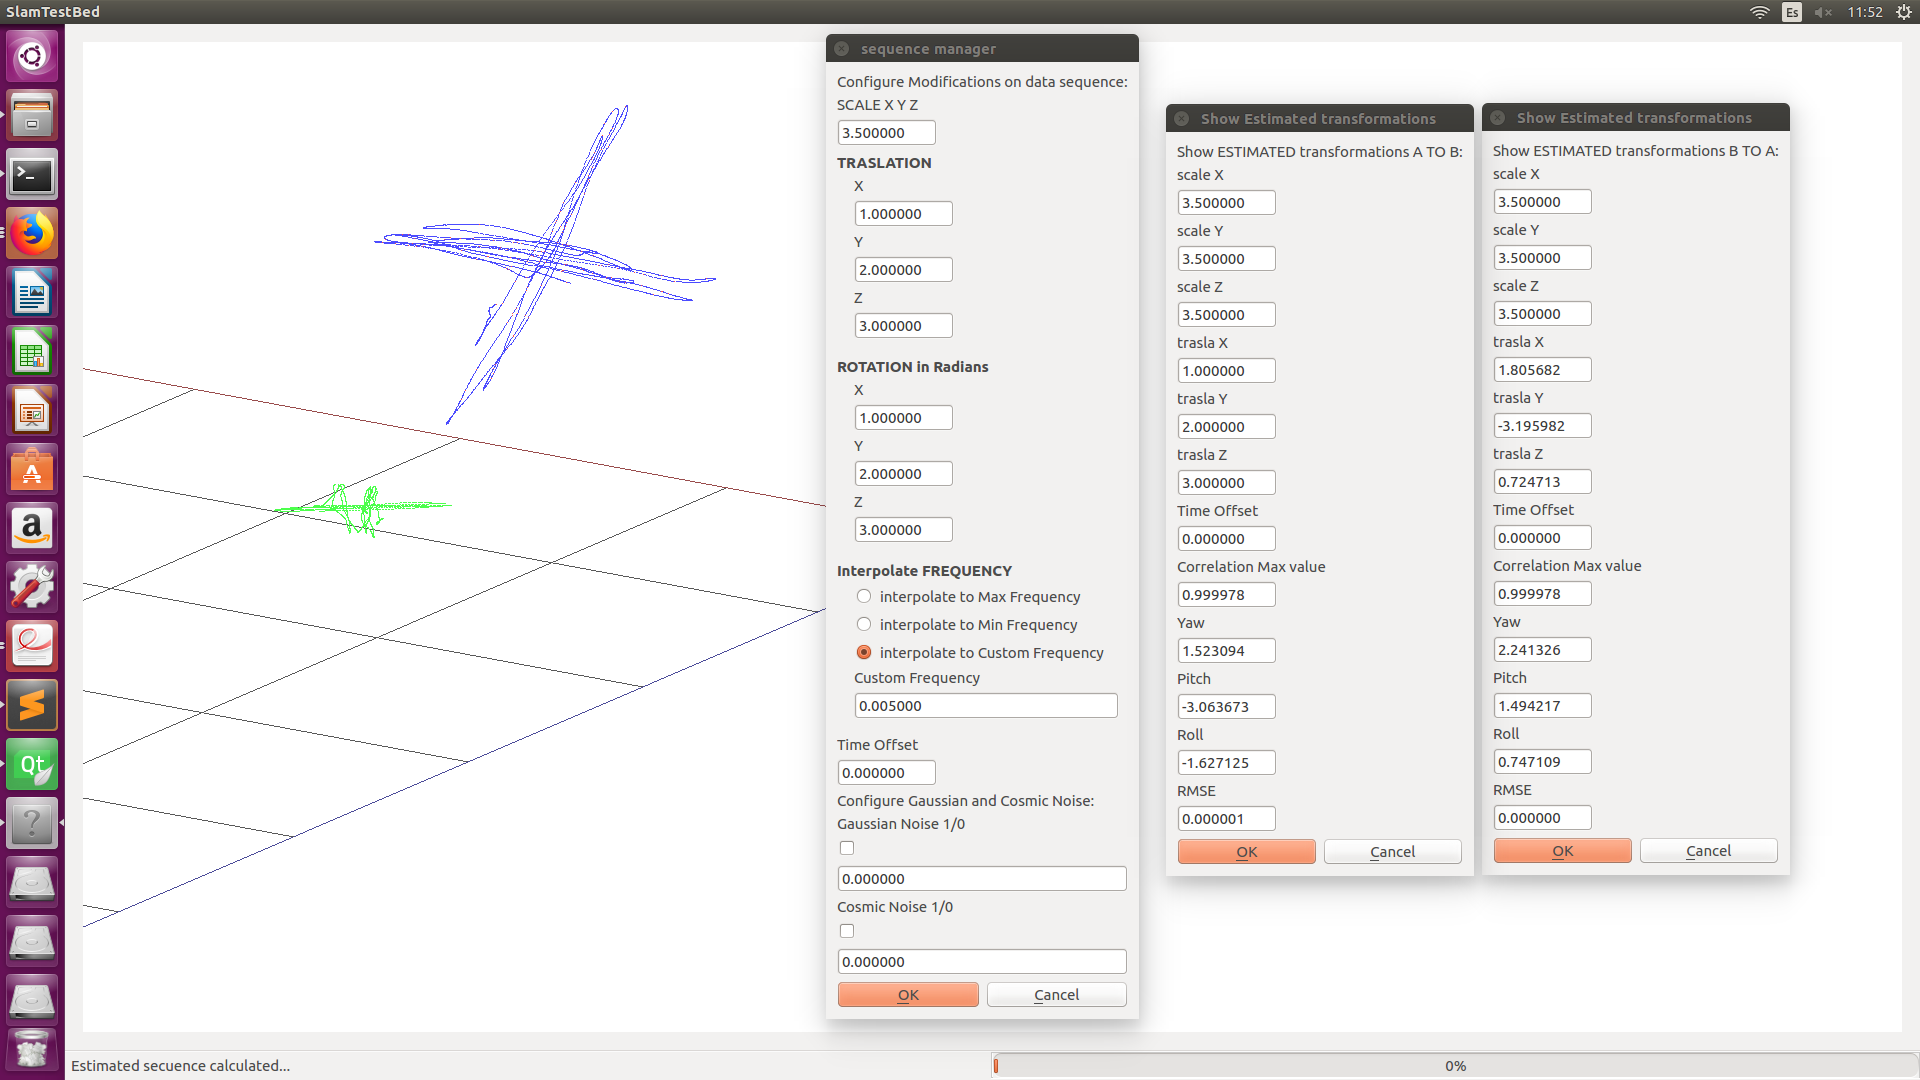 SlamTestBed
Es
11:52
sequence manager
Configure Modifications on data sequence:
SCALE X Y Z
3.500000
TRASLATION
X
1.000000
Y
2.000000
Z
3.000000
ROTATION in Radians
X
1.000000
Y
2.000000
Z
3.000000
Interpolate FREQUENCY
interpolate to Max Frequency
interpolate to Min Frequency
interpolate to Custom Frequency
Custom Frequency
0.005000
Time Offset
0.000000
Configure Gaussian and Cosmic Noise:
Gaussian Noise 1/0
0.000000
Cosmic Noise 1/0
0.000000
OK
Cancel
Show Estimated transformations
Show ESTIMATED transformations A TO B:
scale X
3.500000
scale Y
3.500000
scale Z
3.500000
trasla X
1.000000
trasla Y
2.000000
trasla Z
3.000000
Time Offset
0.000000
Correlation Max value
0.999978
Yaw
1.523094
Pitch
-3.063673
Roll
-1.627125
RMSE
0.000001
OK
Cancel
Show Estimated transformations
Show ESTIMATED transformations B TO A:
scale X
3.500000
scale Y
3.500000
scale Z
3.500000
trasla X
1.805682
trasla Y
-3.195982
trasla Z
0.724713
Time Offset
0.000000
Correlation Max value
0.999978
Yaw
2.241326
Pitch
1.494217
Roll
0.747109
RMSE
0.000000
OK
Cancel
A
a
Qt
?
Estimated secuence calculated...
0%